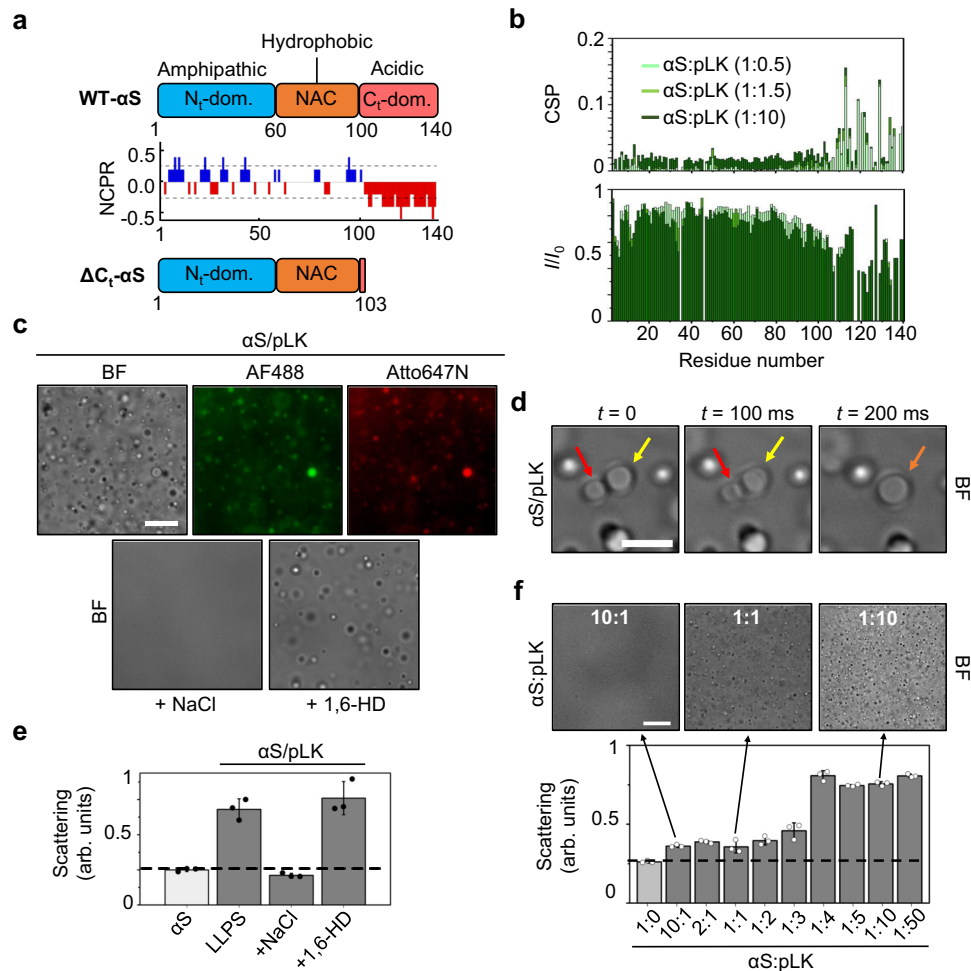 a
Hydrophobic
Amphipathic Acidic
WT-αS Nt-dom. NAC Ct-dom.
1 60 100 140
NCPR
0.5
0.0
-0.5
1 50 100 140
ΔCt-αS Nt-dom. NAC
1 103
b
CSP
0.2
0.1
0
αS:pLK (1:0.5)
αS:pLK (1:1.5)
αS:pLK (1:10)
I/I0
1
0.5
0
20 40 60 80 100 120 140
Residue number
c
αS/pLK
BF AF488 Atto647N
BF
+ NaCl + 1,6-HD
d
t = 0 t = 100 ms t = 200 ms
αS/pLK
BF
e
αS/pLK
Scattering
(arb. units)
1
0.5
0
αS LLPS +NaCl +1,6-HD
f
αS:pLK
10:1 1:1 1:10
BF
Scattering
(arb. units)
1
0.5
0
1:0 10:1 2:1 1:1 1:2 1:3 1:4 1:5 1:10 1:50
αS:pLK